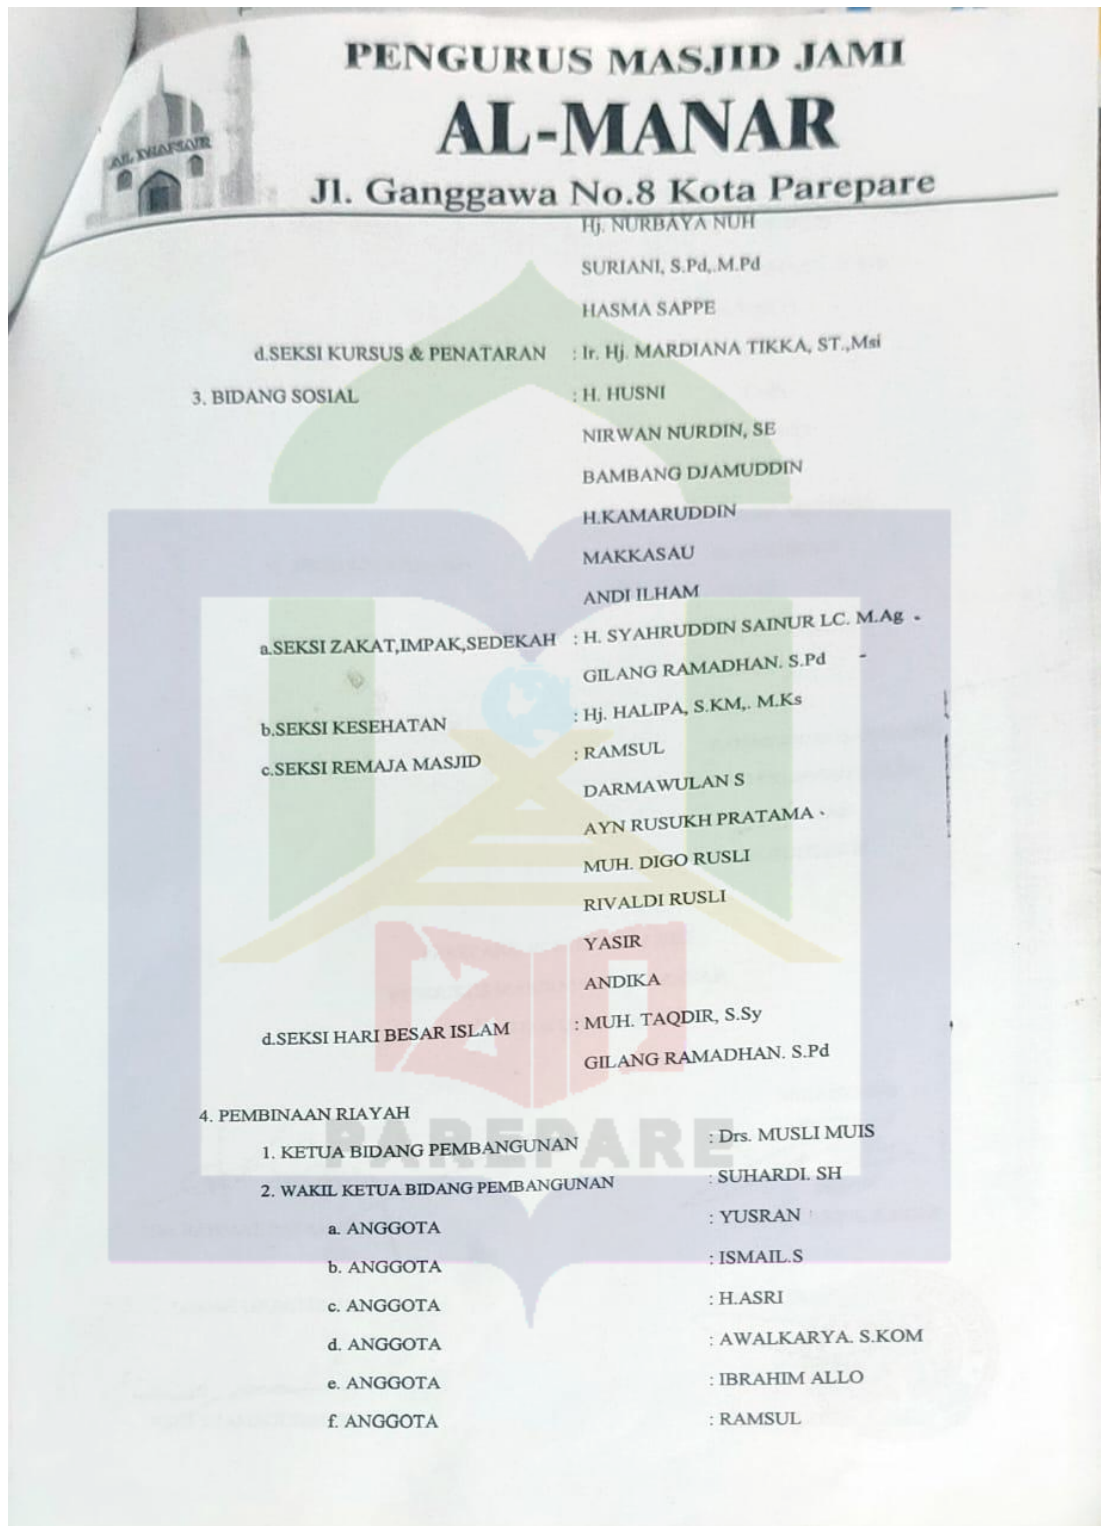 PENGURUS MASJID JAMI
AL-MANAR
Jl. Ganggawa No.8 Kota Parepare
Hj. NURBAYA NUH
SURIANI, S.Pd,.M.Pd
HASMA SAPPE
d.SEKSI KURSUS & PENATARAN : Ir. Hj. MARDIANA TIKKA, ST.,Msi
3. BIDANG SOSIAL : H. HUSNI
NIRWAN NURDIN, SE
BAMBANG DJAMUDDIN
H.KAMARUDDIN
MAKKASAU
ANDI ILHAM
a.SEKSI ZAKAT,IMPAK,SEDEKAH : H. SYAHRUDDIN SAINUR LC. M.Ag
GILANG RAMADHAN. S.Pd
b.SEKSI KESEHATAN : Hj. HALIPA, S.KM,. M.Ks
c.SEKSI REMAJA MASJID : RAMSUL
DARMAWULAN S
AYN RUSUKH PRATAMA
MUH. DIGO RUSLI
RIVALDI RUSLI
YASIR
ANDIKA
d.SEKSI HARI BESAR ISLAM : MUH. TAQDIR, S.Sy
GILANG RAMADHAN. S.Pd
4. PEMBINAAN RIAYAH
PAREPARE
1. KETUA BIDANG PEMBANGUNAN : Drs. MUSLI MUIS
2. WAKIL KETUA BIDANG PEMBANGUNAN : SUHARDI. SH
a. ANGGOTA : YUSRAN
b. ANGGOTA : ISMAIL.S
c. ANGGOTA : H.ASRI
d. ANGGOTA : AWALKARYA. S.KOM
e. ANGGOTA : IBRAHIM ALLO
f. ANGGOTA : RAMSUL